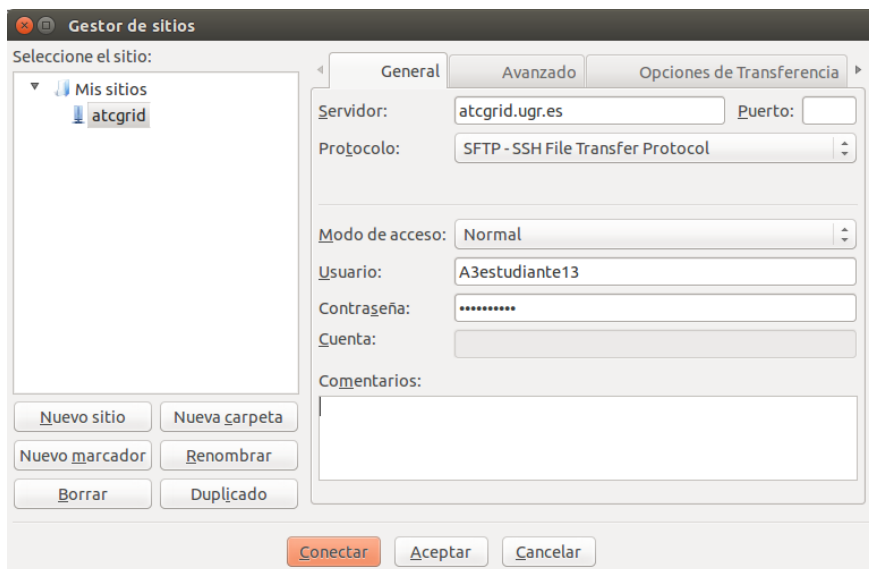 Gestor de sitios
Seleccione el sitio:
Mis sitios
atcgrid
Nuevo sitio
Nueva carpeta
Nuevo marcador
Renombrar
Borrar
Duplicado
General
Avanzado
Opciones de Transferencia
Servidor: atcgrid.ugr.es Puerto:
Protocolo: SFTP - SSH File Transfer Protocol
Modo de acceso: Normal
Usuario: A3estudiante13
Contraseña: ••••••••••
Cuenta:
Comentarios:
Conectar
Aceptar
Cancelar